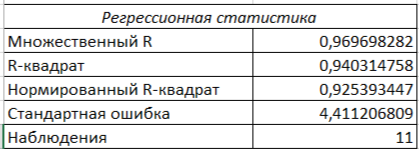 Регрессионная статистика
Множественный R 0,969698282
R-квадрат 0,940314758
Нормированный R-квадрат 0,925393447
Стандартная ошибка 4,411206809
Наблюдения 11